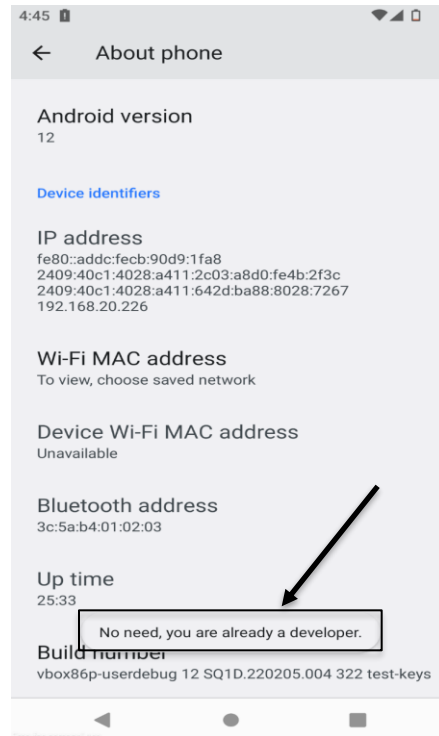 4:45
About phone
Android version
12
Device identifiers
IP address
fe80::addc:fecb:90d9:1fa8
2409:40c1:4028:a411:2c03:a8d0:fe4b:2f3c
2409:40c1:4028:a411:642d:ba88:8028:7267
192.168.20.226
Wi-Fi MAC address
To view, choose saved network
Device Wi-Fi MAC address
Unavailable
Bluetooth address
3c:5a:b4:01:02:03
Up time
25:33
No need, you are already a developer.
Build number
vbox86p-userdebug 12 SQ1D.220205.004 322 test-keys